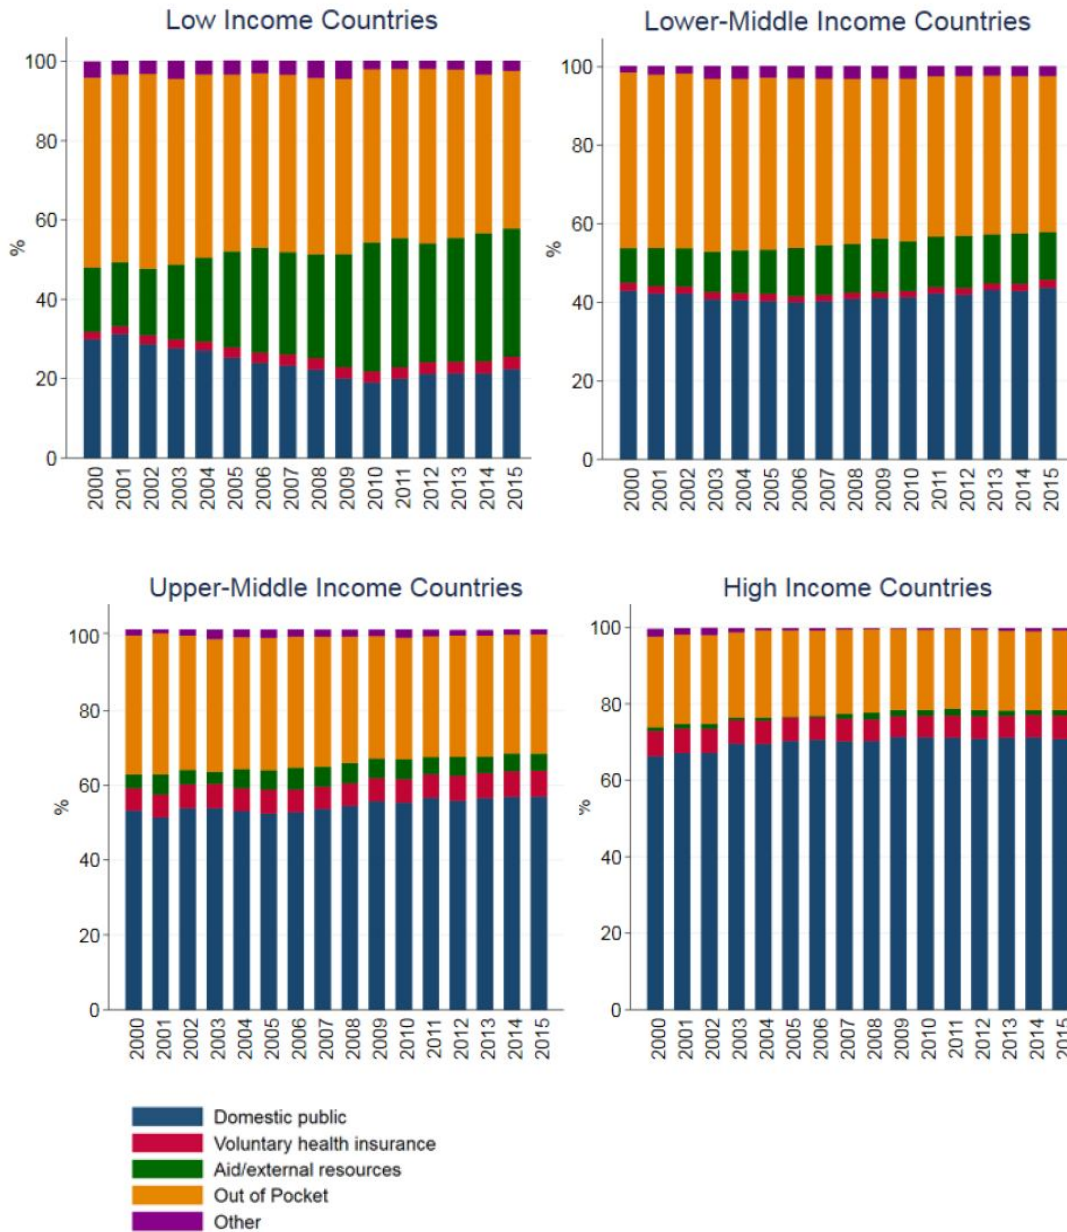 Low Income Countries
100
80
60
40
20
0
%
2000 2001 2002 2003 2004 2005 2006 2007 2008 2009 2010 2011 2012 2013 2014 2015
Lower-Middle Income Countries
100
80
60
40
20
0
%
2000 2001 2002 2003 2004 2005 2006 2007 2008 2009 2010 2011 2012 2013 2014 2015
Upper-Middle Income Countries
100
80
60
40
20
0
%
2000 2001 2002 2003 2004 2005 2006 2007 2008 2009 2010 2011 2012 2013 2014 2015
High Income Countries
100
80
60
40
20
0
%
2000 2001 2002 2003 2004 2005 2006 2007 2008 2009 2010 2011 2012 2013 2014 2015
Domestic public
Voluntary health insurance
Aid/external resources
Out of Pocket
Other